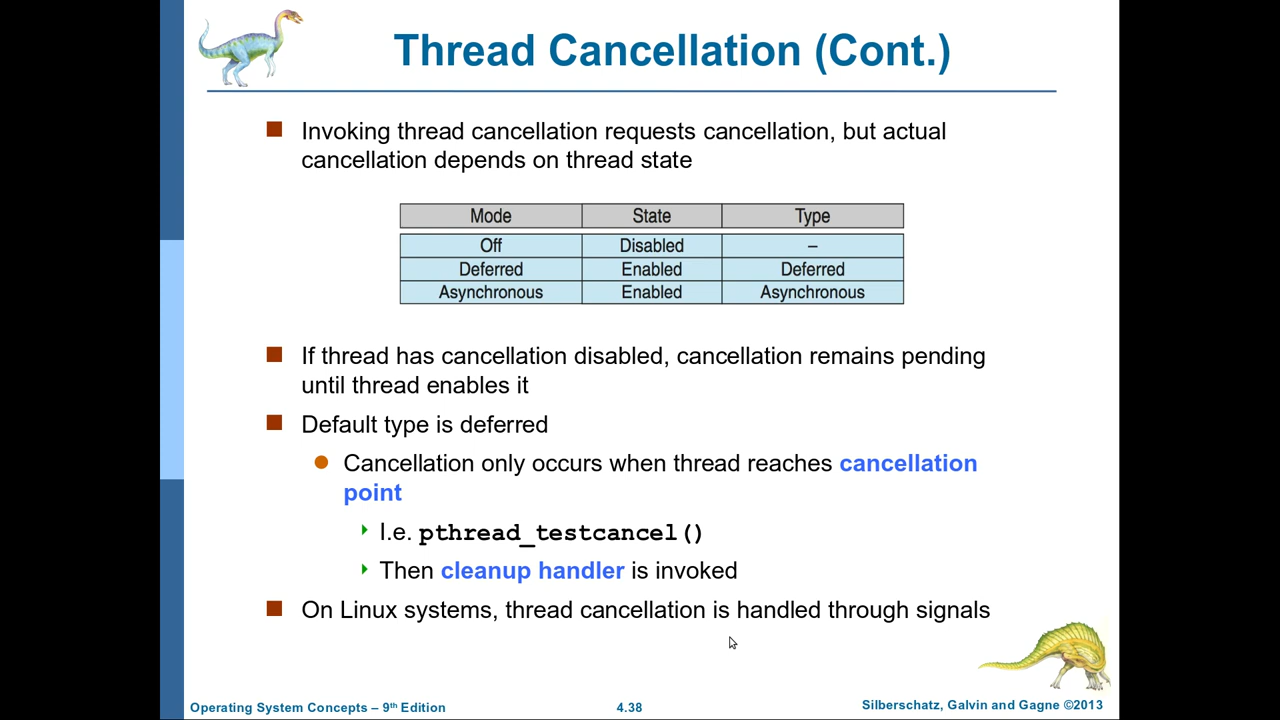 Thread Cancellation (Cont.)
Invoking thread cancellation requests cancellation, but actual
cancellation depends on thread state
Mode State Type
Off Disabled –
Deferred Enabled Deferred
Asynchronous Enabled Asynchronous
If thread has cancellation disabled, cancellation remains pending
until thread enables it
Default type is deferred
Cancellation only occurs when thread reaches cancellation
point
I.e. pthread_testcancel()
Then cleanup handler is invoked
On Linux systems, thread cancellation is handled through signals
Operating System Concepts – 9th Edition 4.38 Silberschatz, Galvin and Gagne ©2013